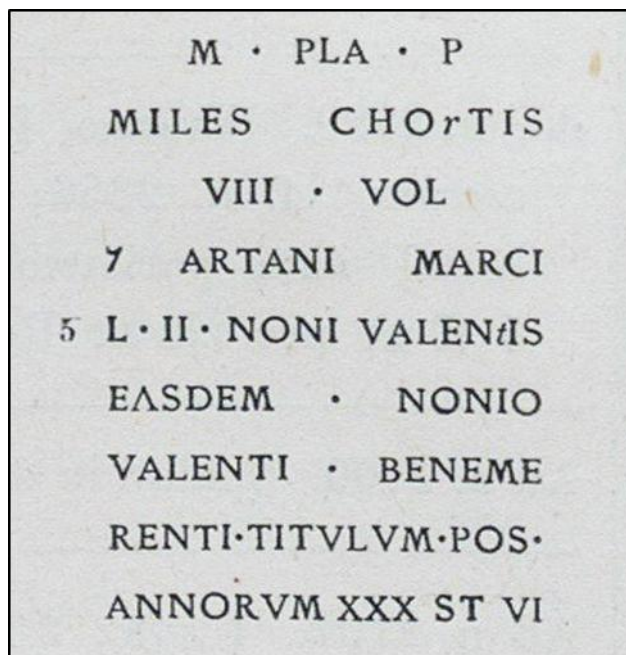 M · PLA · P
MILES CHOrTIS
VIII · VOL
7 ARTANI MARCI
5 L · II · NONI VALENtIS
EΛSDEM · NONIO
VALENTI · BENEME
RENTI·TITVLVM·POS·
ANNORVM XXX ST VI